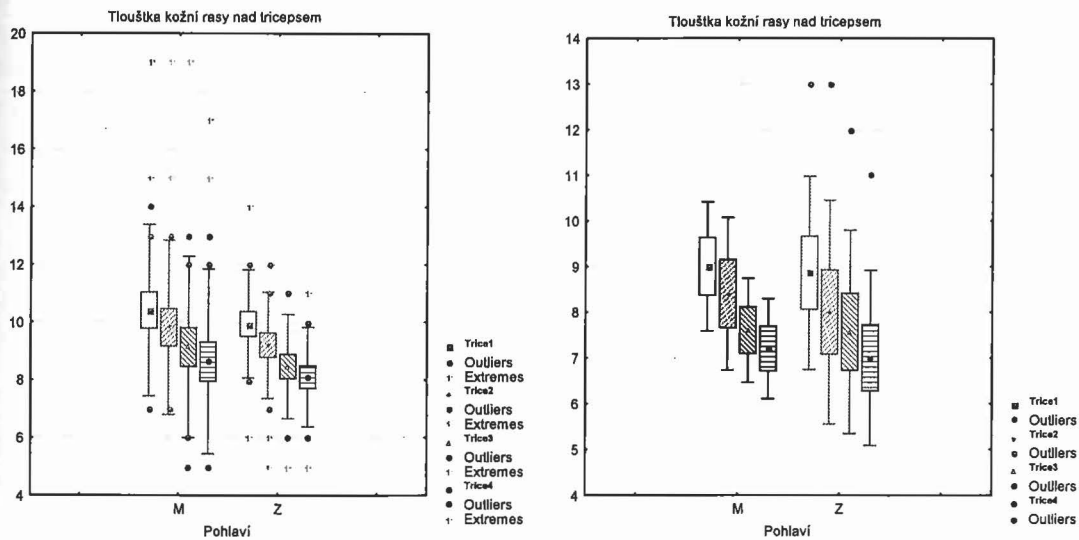 Tlouštka kožní rasy nad tricepsem
20
18
16
14
12
10
8
6
4
M
Z
Pohlaví
Trice1
Outliers
Extremes
Trice2
Outliers
Extremes
Trice3
Outliers
Extremes
Trice4
Outliers
Extremes
Tlouštka kožní rasy nad tricepsem
14
13
12
11
10
9
8
7
6
5
4
M
Z
Pohlaví
Trice1
Outliers
Trice2
Outliers
Trice3
Outliers
Trice4
Outliers